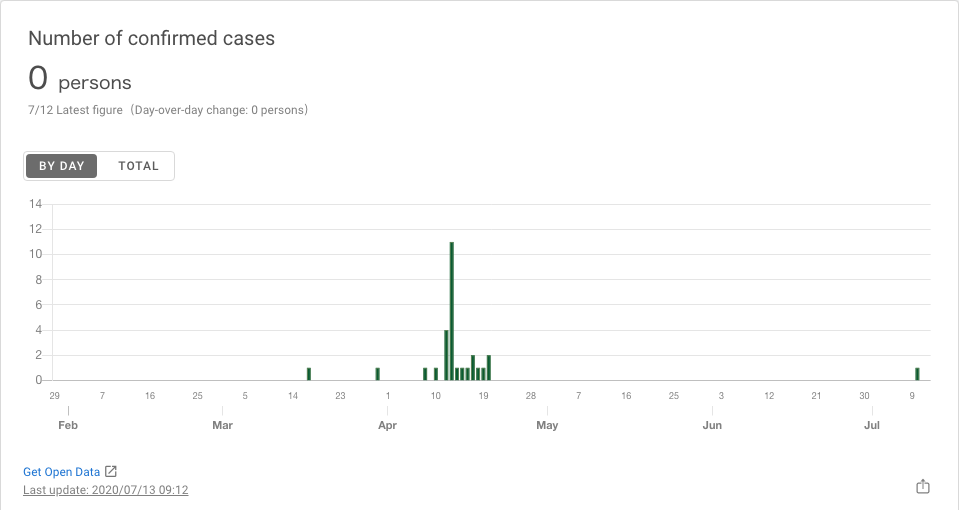 Number of confirmed cases
0 persons
7/12 Latest figure（Day-over-day change: 0 persons）
BY DAY TOTAL
14
12
10
8
6
4
2
0
29 7 16 25 5 14 23 1 10 19 28 7 16 25 3 12 21 30 9
Feb Mar Apr May Jun Jul
Get Open Data
Last update: 2020/07/13 09:12